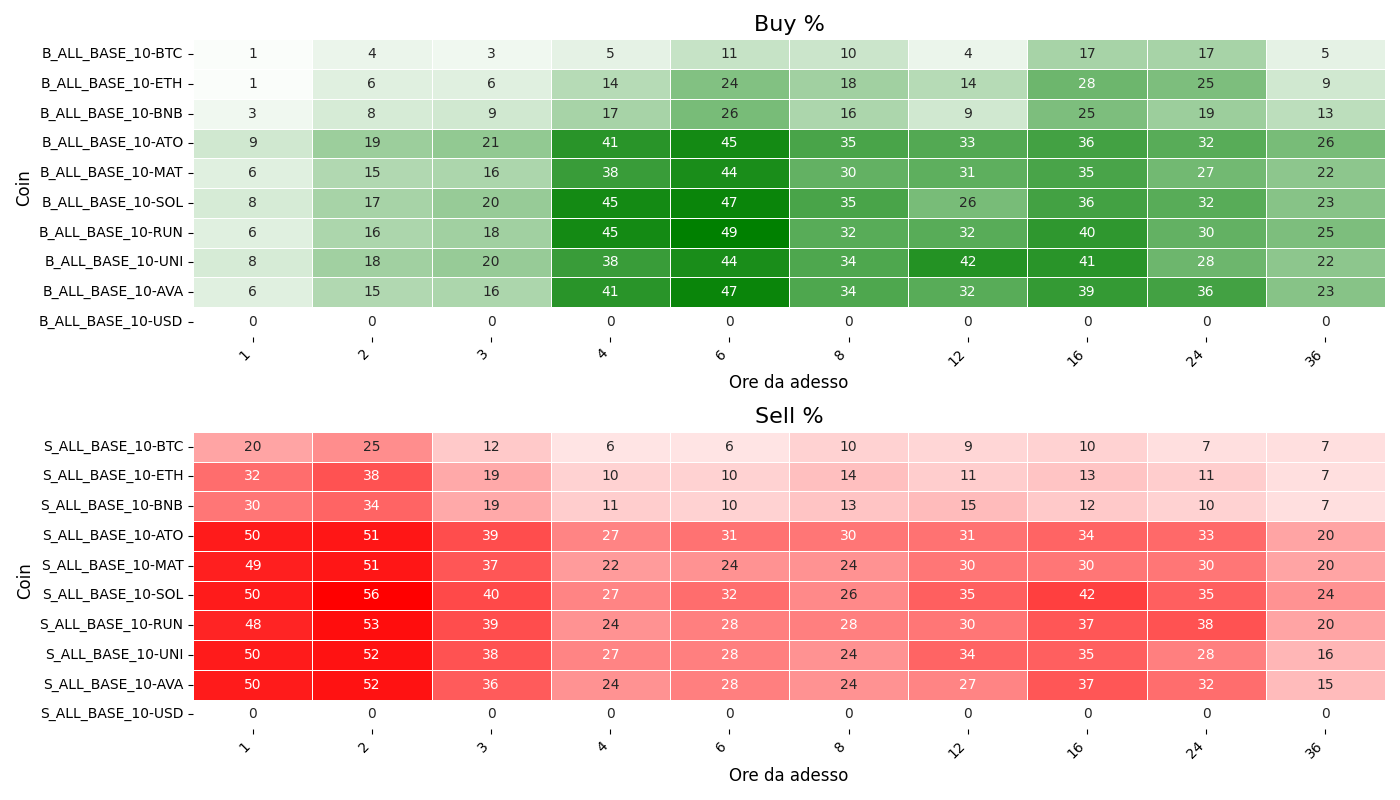 Buy %
Coin
B_ALL_BASE_10-BTC 1 4 3 5 11 10 4 17 17 5
B_ALL_BASE_10-ETH 1 6 6 14 24 18 14 28 25 9
B_ALL_BASE_10-BNB 3 8 9 17 26 16 9 25 19 13
B_ALL_BASE_10-ATO 9 19 21 41 45 35 33 36 32 26
B_ALL_BASE_10-MAT 6 15 16 38 44 30 31 35 27 22
B_ALL_BASE_10-SOL 8 17 20 45 47 35 26 36 32 23
B_ALL_BASE_10-RUN 6 16 18 45 49 32 32 40 30 25
B_ALL_BASE_10-UNI 8 18 20 38 44 34 42 41 28 22
B_ALL_BASE_10-AVA 6 15 16 41 47 34 32 39 36 23
B_ALL_BASE_10-USD 0 0 0 0 0 0 0 0 0 0
1 2 3 4 6 8 12 16 24 36
Ore da adesso
Sell %
Coin
S_ALL_BASE_10-BTC 20 25 12 6 6 10 9 10 7 7
S_ALL_BASE_10-ETH 32 38 19 10 10 14 11 13 11 7
S_ALL_BASE_10-BNB 30 34 19 11 10 13 15 12 10 7
S_ALL_BASE_10-ATO 50 51 39 27 31 30 31 34 33 20
S_ALL_BASE_10-MAT 49 51 37 22 24 24 30 30 30 20
S_ALL_BASE_10-SOL 50 56 40 27 32 26 35 42 35 24
S_ALL_BASE_10-RUN 48 53 39 24 28 28 30 37 38 20
S_ALL_BASE_10-UNI 50 52 38 27 28 24 34 35 28 16
S_ALL_BASE_10-AVA 50 52 36 24 28 24 27 37 32 15
S_ALL_BASE_10-USD 0 0 0 0 0 0 0 0 0 0
1 2 3 4 6 8 12 16 24 36
Ore da adesso